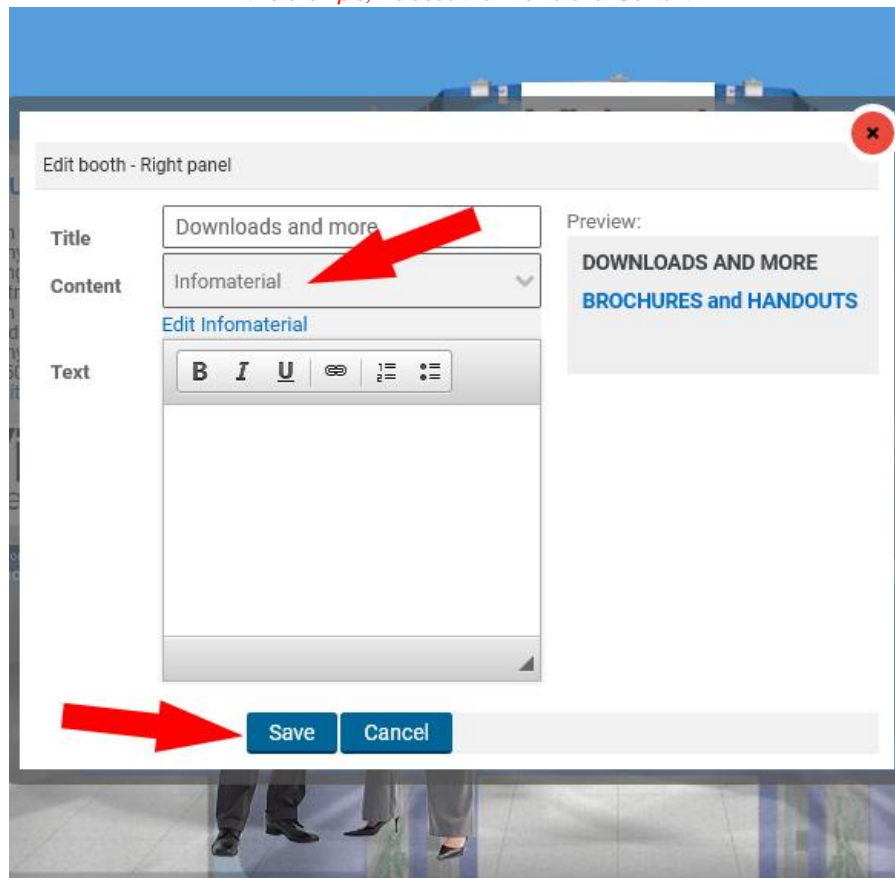 Edit booth - Right panel
Title
Downloads and more
Preview:
DOWNLOADS AND MORE
BROCHURES and HANDOUTS
Content
Infomaterial
Edit Infomaterial
Text
B I U
Save Cancel